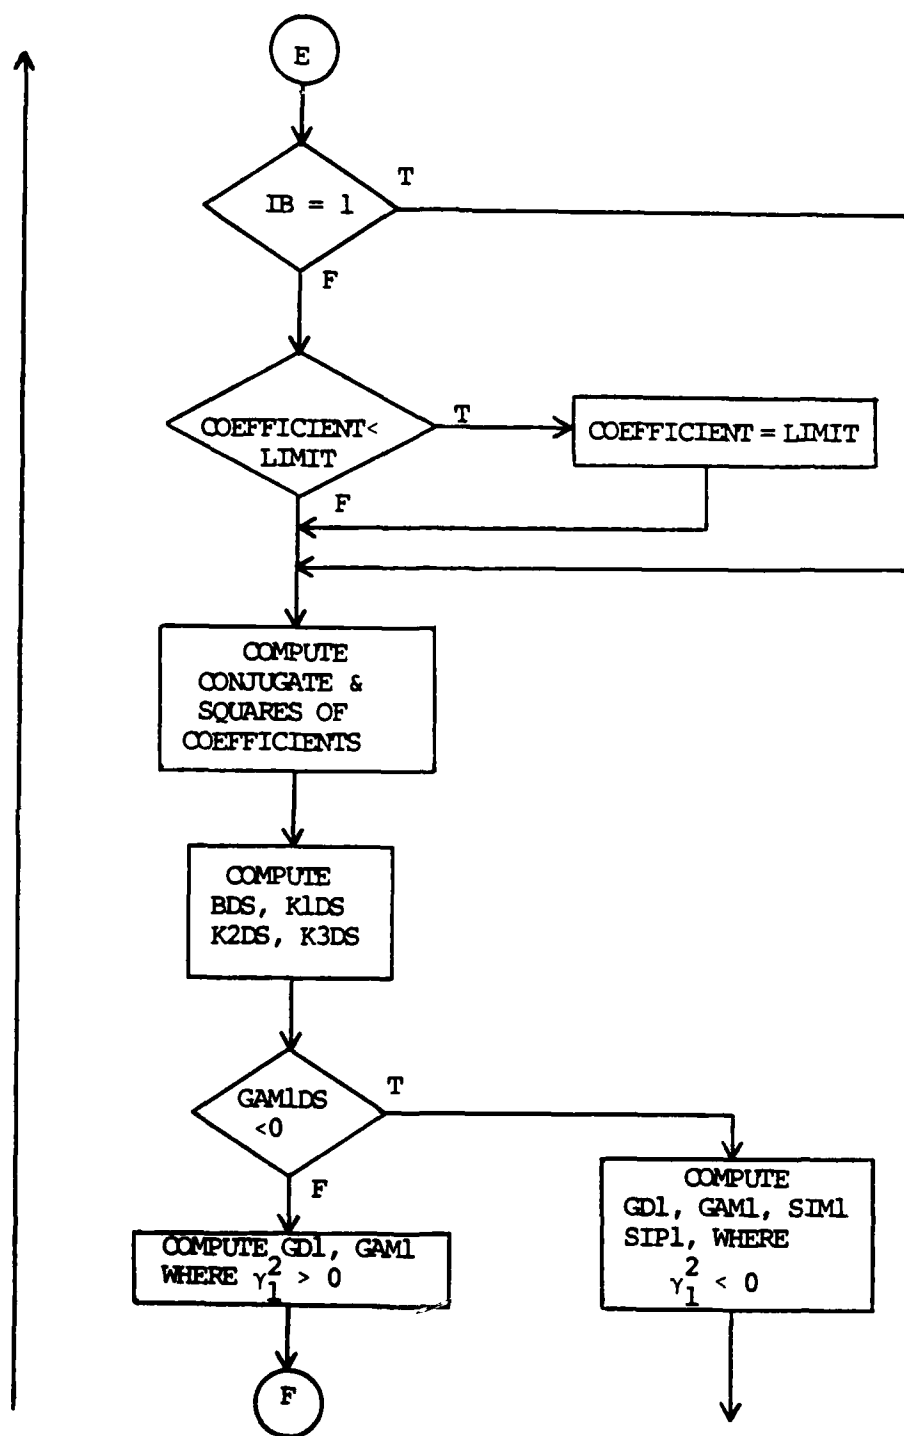 E
IB = 1
T
F
COEFFICIENT<
LIMIT
T
COEFFICIENT = LIMIT
F
COMPUTE
CONJUGATE &
SQUARES OF
COEFFICIENTS
COMPUTE
BDS, K1DS
K2DS, K3DS
GAM1DS
<0
T
F
COMPUTE
GD1, GAM1, SIM1
SIP1, WHERE
γ₁² < 0
COMPUTE GD1, GAM1
WHERE γ₁² > 0
F